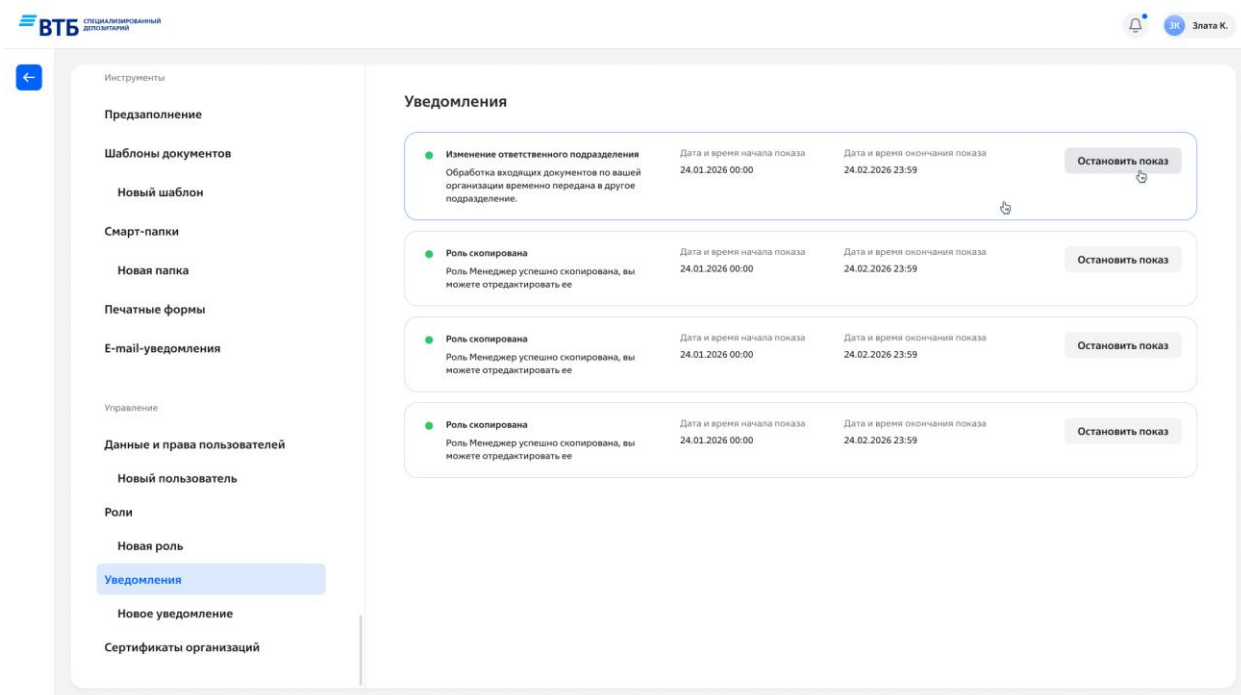 ВТБ СПЕЦИАЛИЗИРОВАННЫЙ
ДЕПОЗИТАРИЙ
ЗК Злата К.
Инструменты
Предзаполнение
Шаблоны документов
Новый шаблон
Смарт-папки
Новая папка
Печатные формы
E-mail-уведомления
Управление
Данные и права пользователей
Новый пользователь
Роли
Новая роль
Уведомления
Новое уведомление
Сертификаты организаций
Уведомления
Изменение ответственного подразделения
Обработка входящих документов по вашей
организации временно передана в другое
подразделение.
Дата и время начала показа
24.01.2026 00:00
Дата и время окончания показа
24.02.2026 23:59
Остановить показ
Роль скопирована
Роль Менеджер успешно скопирована, вы
можете отредактировать ее
Дата и время начала показа
24.01.2026 00:00
Дата и время окончания показа
24.02.2026 23:59
Остановить показ
Роль скопирована
Роль Менеджер успешно скопирована, вы
можете отредактировать ее
Дата и время начала показа
24.01.2026 00:00
Дата и время окончания показа
24.02.2026 23:59
Остановить показ
Роль скопирована
Роль Менеджер успешно скопирована, вы
можете отредактировать ее
Дата и время начала показа
24.01.2026 00:00
Дата и время окончания показа
24.02.2026 23:59
Остановить показ